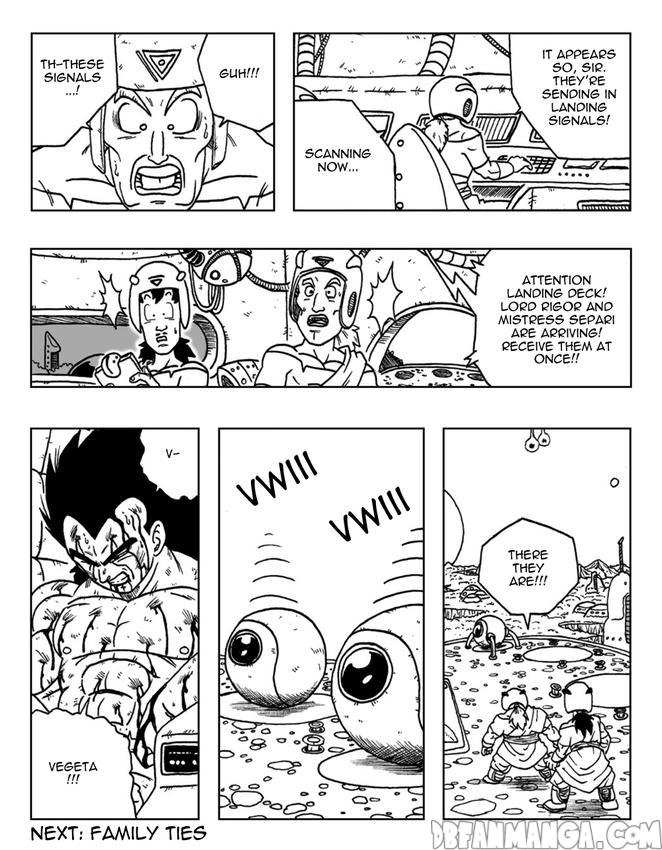 IT APPEARS
SO, SIR.
THEY'RE
SENDING IN
LANDING
SIGNALS!
SCANNING
NOW...
GUH!!!
TH-THESE
SIGNALS
...!
ATTENTION
LANDING DECK!
LORD RIGOR AND
MISTRESS SEPARI
ARE ARRIVING!
RECEIVE THEM AT
ONCE!!
THERE
THEY
ARE!!!
VWIII
VWIII
V-
VEGETA
!!!
NEXT: FAMILY TIES
DBFANMANGA.COM